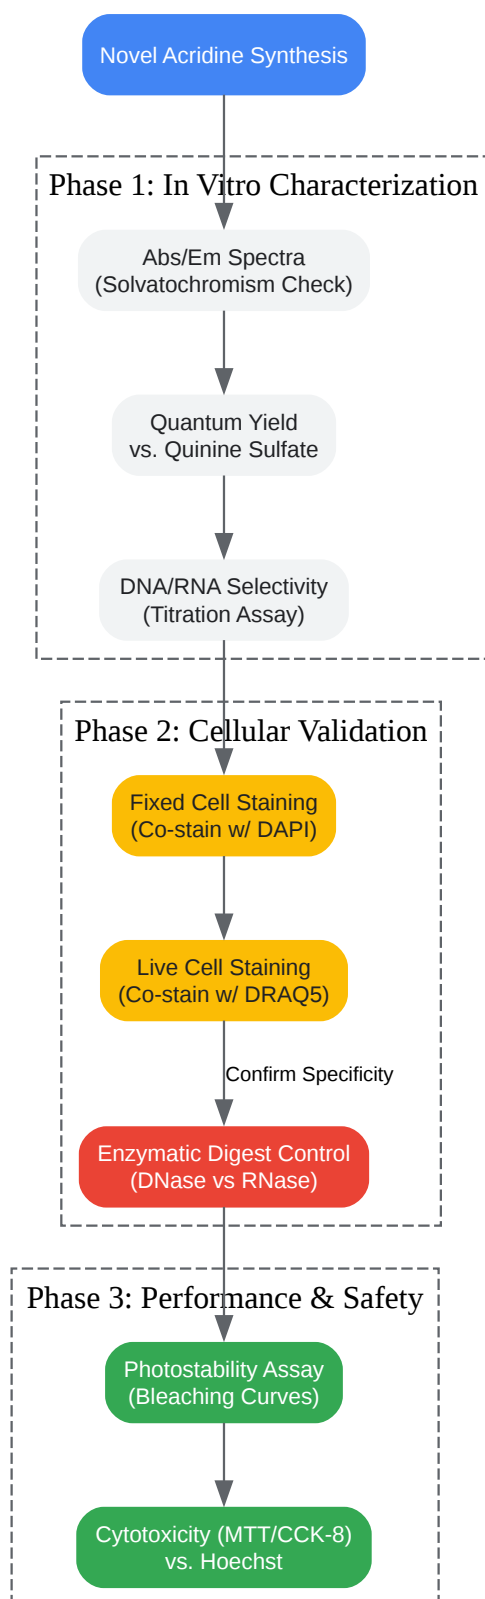 Novel Acridine Synthesis
Phase 1: In Vitro Characterization
Abs/Em Spectra
(Solvatochromism Check)
Quantum Yield
vs. Quinine Sulfate
DNA/RNA Selectivity
(Titration Assay)
Phase 2: Cellular Validation
Fixed Cell Staining
(Co-stain w/ DAPI)
Live Cell Staining
(Co-stain w/ DRAQ5)
Confirm Specificity
Enzymatic Digest Control
(DNase vs RNase)
Phase 3: Performance & Safety
Photostability Assay
(Bleaching Curves)
Cytotoxicity (MTT/CCK-8)
vs. Hoechst